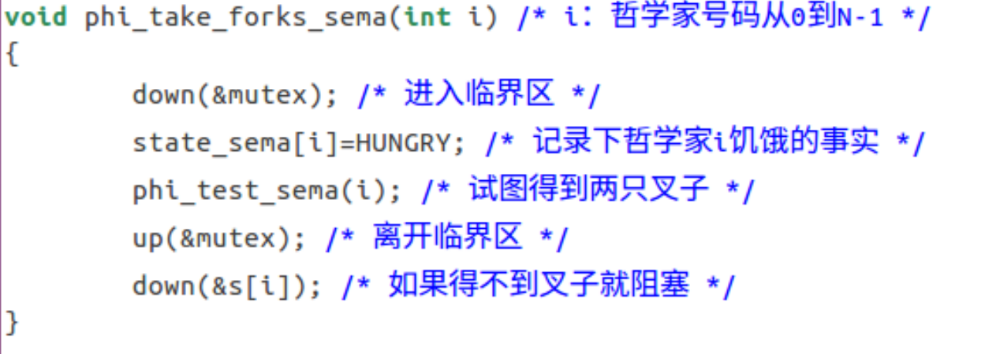 void phi_take_forks_sema(int i) /* i：哲学家号码从0到N-1 */
{
        down(&mutex); /* 进入临界区 */
        state_sema[i]=HUNGRY; /* 记录下哲学家i饥饿的事实 */
        phi_test_sema(i); /* 试图得到两只叉子 */
        up(&mutex); /* 离开临界区 */
        down(&s[i]); /* 如果得不到叉子就阻塞 */
}